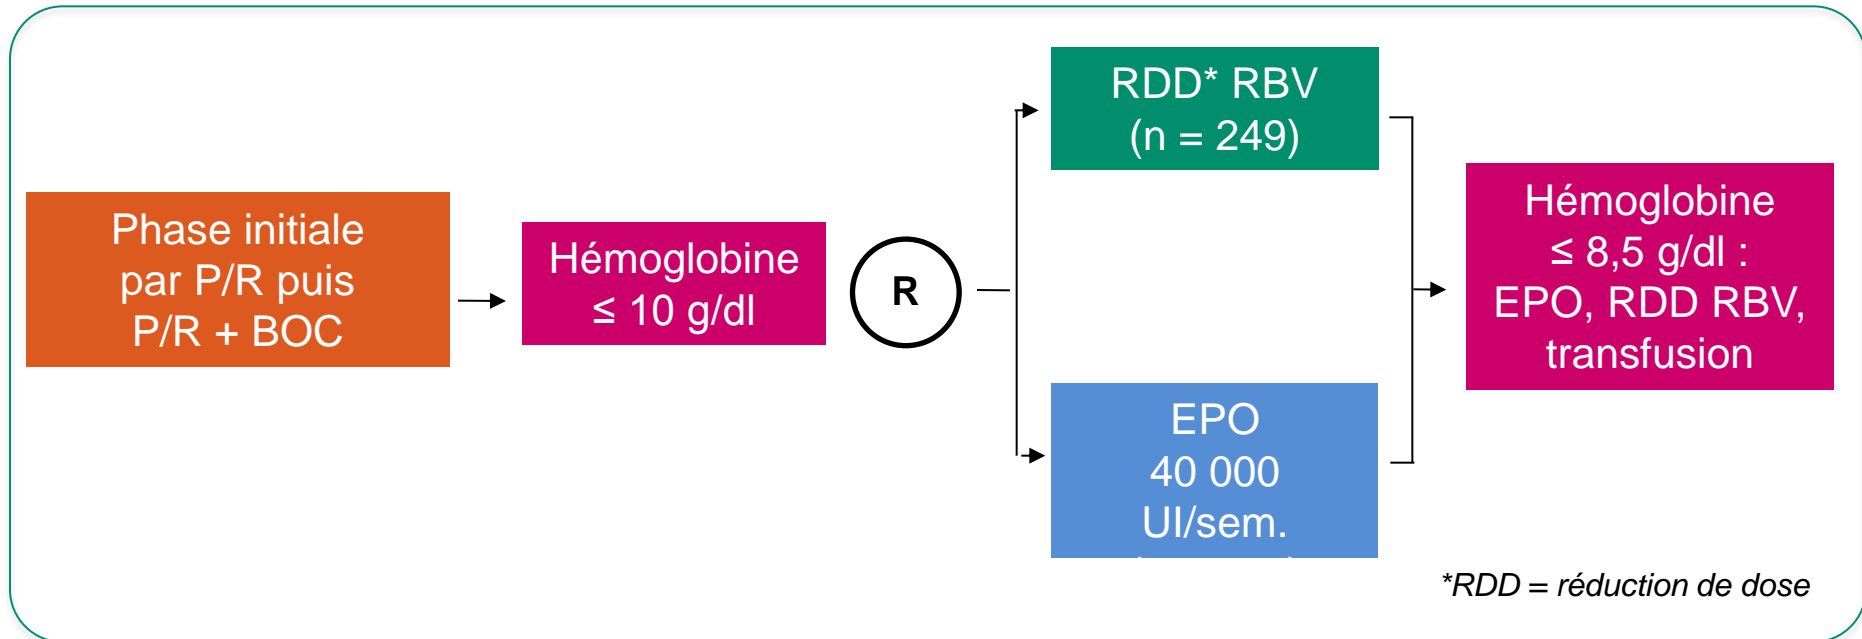 Phase initiale
par P/R puis
P/R + BOC
Hémoglobine
≤ 10 g/dl
R
RDD* RBV
(n = 249)
EPO
40 000
UI/sem.
Hémoglobine
≤ 8,5 g/dl :
EPO, RDD RBV,
transfusion
*RDD = réduction de dose